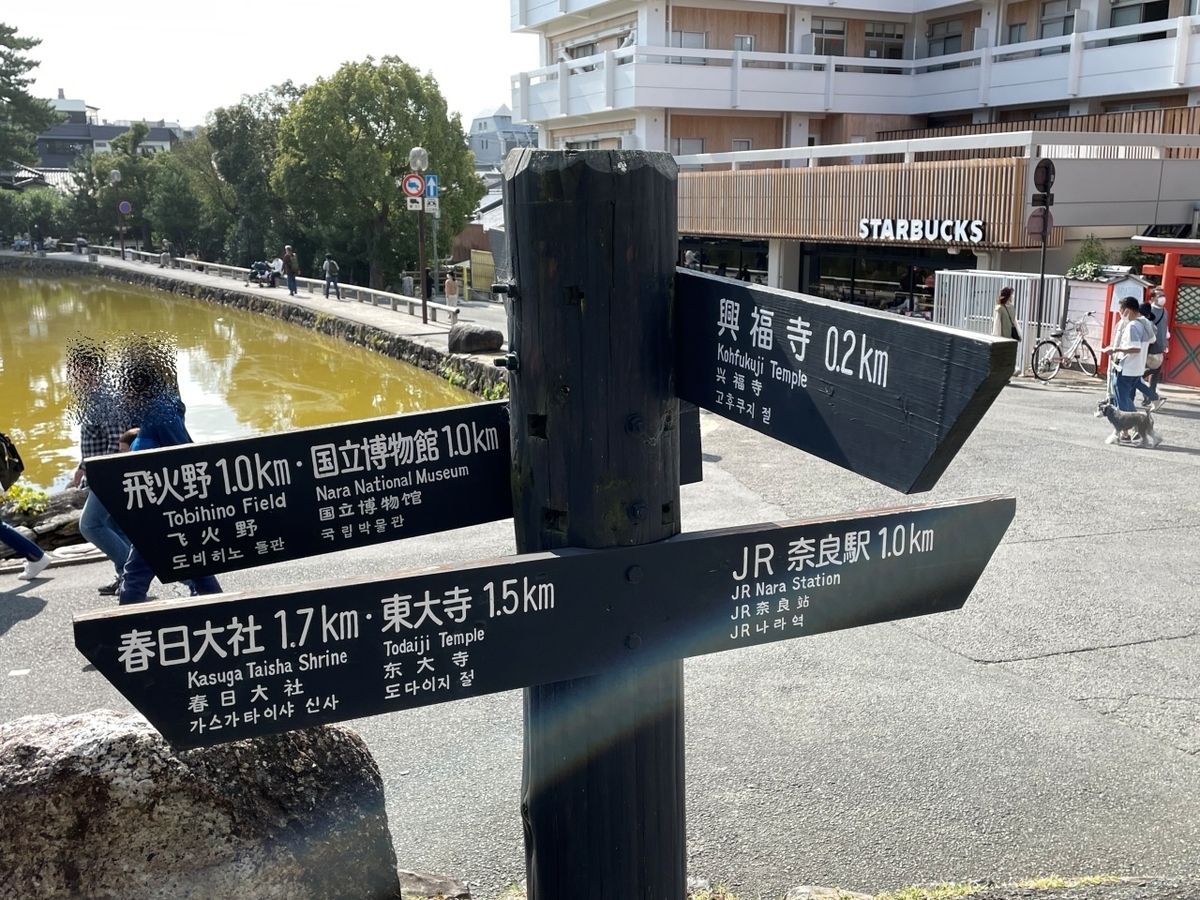 STARBUCKS
興福寺 0.2km
Kohfukuji Temple
兴福寺
고후쿠지 절
飛火野 1.0km・国立博物館 1.0km
Tobihino Field
飞火野
도비히노 들판
Nara National Museum
国立博物馆
국립박물관
春日大社 1.7km・東大寺 1.5km
Kasuga Taisha Shrine
春日大社
가스가타이샤 신사
Todaiji Temple
东大寺
도다이지 절
JR 奈良駅 1.0km
JR Nara Station
JR 奈良站
JR 나라역